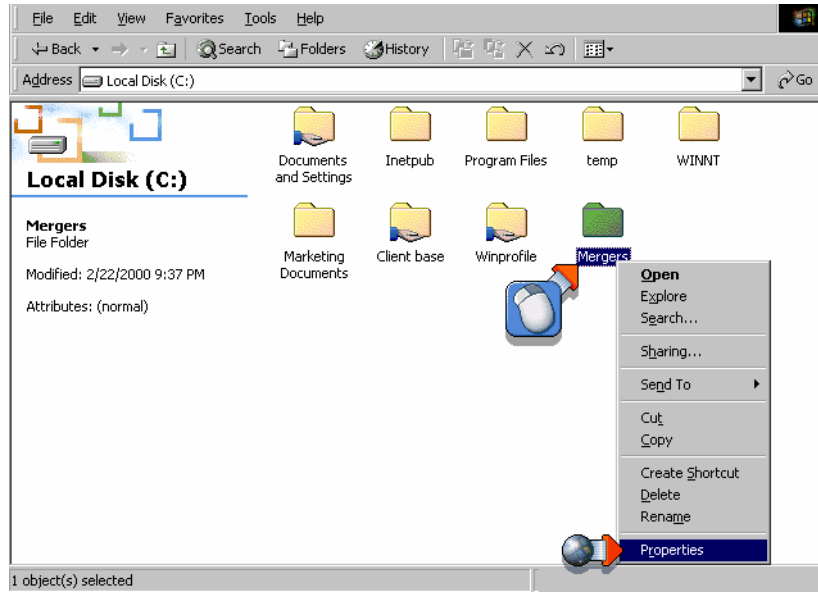 File Edit View Favorites Tools Help
Back Search Folders History
Address Local Disk (C:) Go
Local Disk (C:)
Mergers
File Folder
Modified: 2/22/2000 9:37 PM
Attributes: (normal)
Documents and Settings
Inetpub
Program Files
temp
WINNT
Marketing Documents
Client base
Winprofile
Mergers
Open
Explore
Search...
Sharing...
Send To
Cut
Copy
Create Shortcut
Delete
Rename
Properties
1 object(s) selected